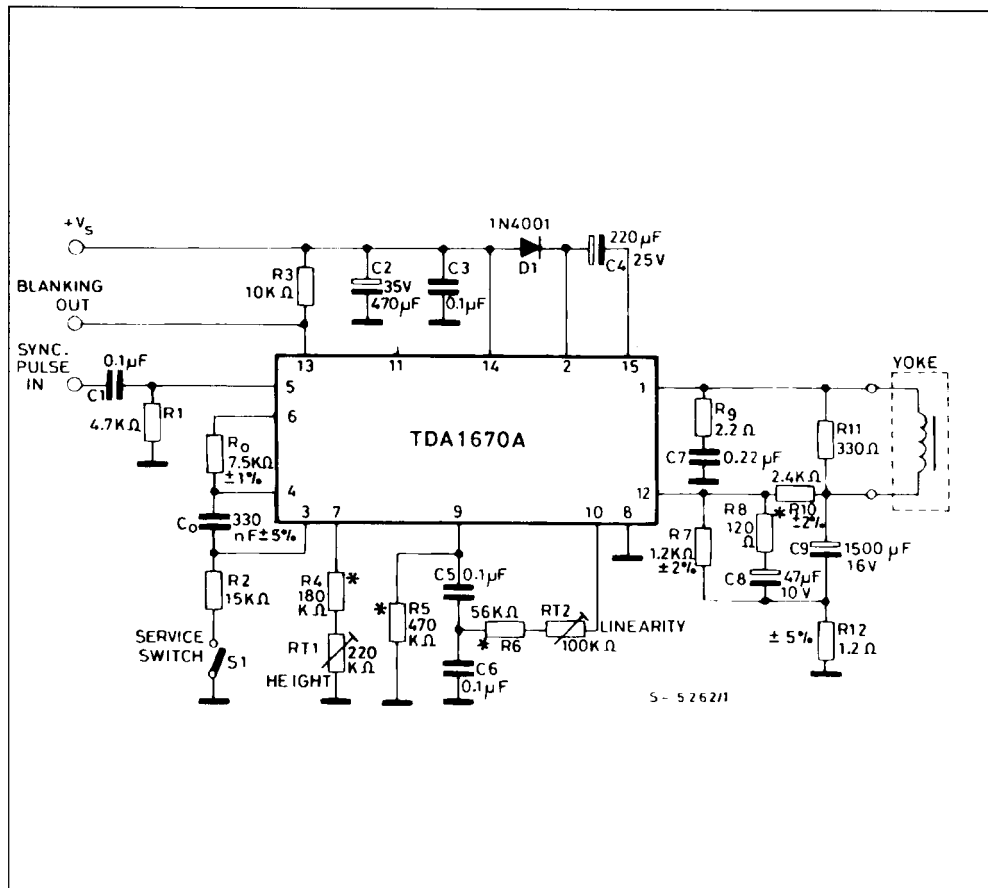 +Vs
1N4001
D1
220µF
25V
C4
R3
10KΩ
C2
35V
470µF
C3
0.1µF
BLANKING
OUT
SYNC.
PULSE
IN
0.1µF
C1
R1
4.7KΩ
13
11
14
2
15
5
6
4
3
7
9
10
8
1
12
TDA1670A
Ro
7.5KΩ
±1%
Co
330
nF±5%
R2
15KΩ
SERVICE
SWITCH
S1
R4 *
180
KΩ
RT1
220
KΩ
HEIGHT
* R5
470
KΩ
C5 0.1µF
56KΩ
* R6
RT2
100KΩ
LINEARITY
C6
0.1µF
YOKE
R9
2.2Ω
C7
0.22µF
R11
330Ω
2.4KΩ
* R10
±2%
R7
1.2KΩ
±2%
R8
120
Ω
C8
47µF
10V
C9
1500µF
16V
±5%
R12
1.2Ω
S-5262/1